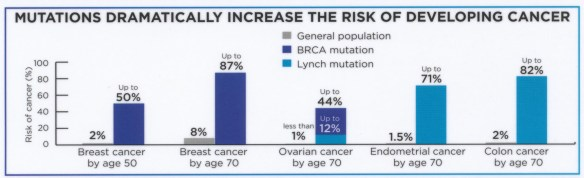 MUTATIONS DRAMATICALLY INCREASE THE RISK OF DEVELOPING CANCER
General population
BRCA mutation
Lynch mutation
Risk of cancer (%)
100
80
60
40
20
0
2%
Up to
50%
Breast cancer
by age 50
8%
Up to
87%
Breast cancer
by age 70
less than
1%
Up to
44%
Up to
12%
Ovarian cancer
by age 70
1.5%
Up to
71%
Endometrial cancer
by age 70
2%
Up to
82%
Colon cancer
by age 70